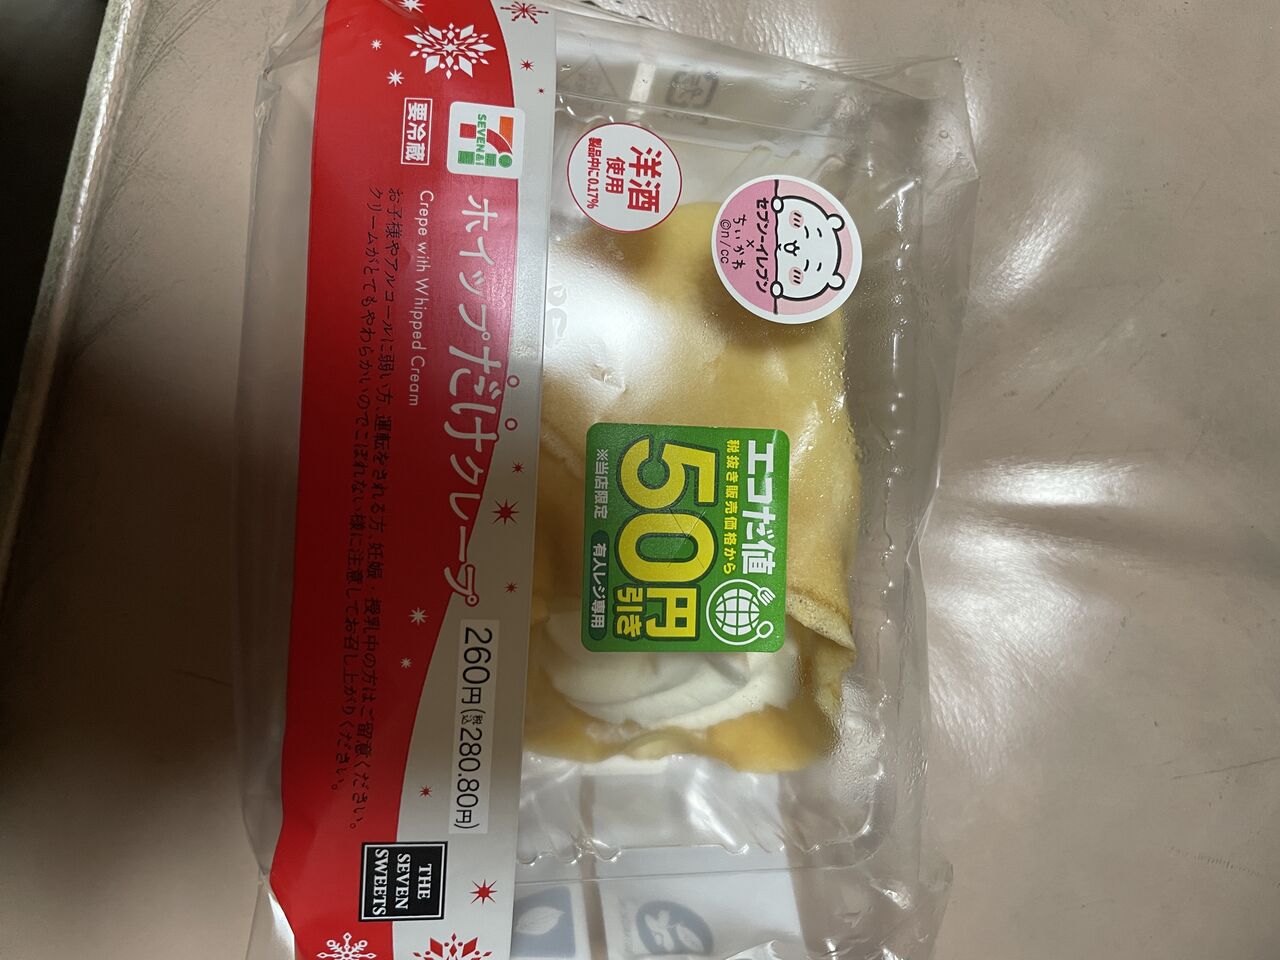 要冷蔵
SEVEN & i
ホイップだけクレープ
Crepe with Whipped Cream
お子様やアルコールに弱い方、運転をされる方、妊娠・授乳中の方はご留意ください。
クリームがとてもやわらかいのでこぼれない様に注意してお召し上がりください。
260円(税込280.80円)
THE
SEVEN
SWEETS
洋酒
使用
製品中に0.17%
セブン-イレブン
×
ちいかわ
©n/cc
エコだ値
税抜き販売価格から
50円引き
※当店限定
有人レジ専用